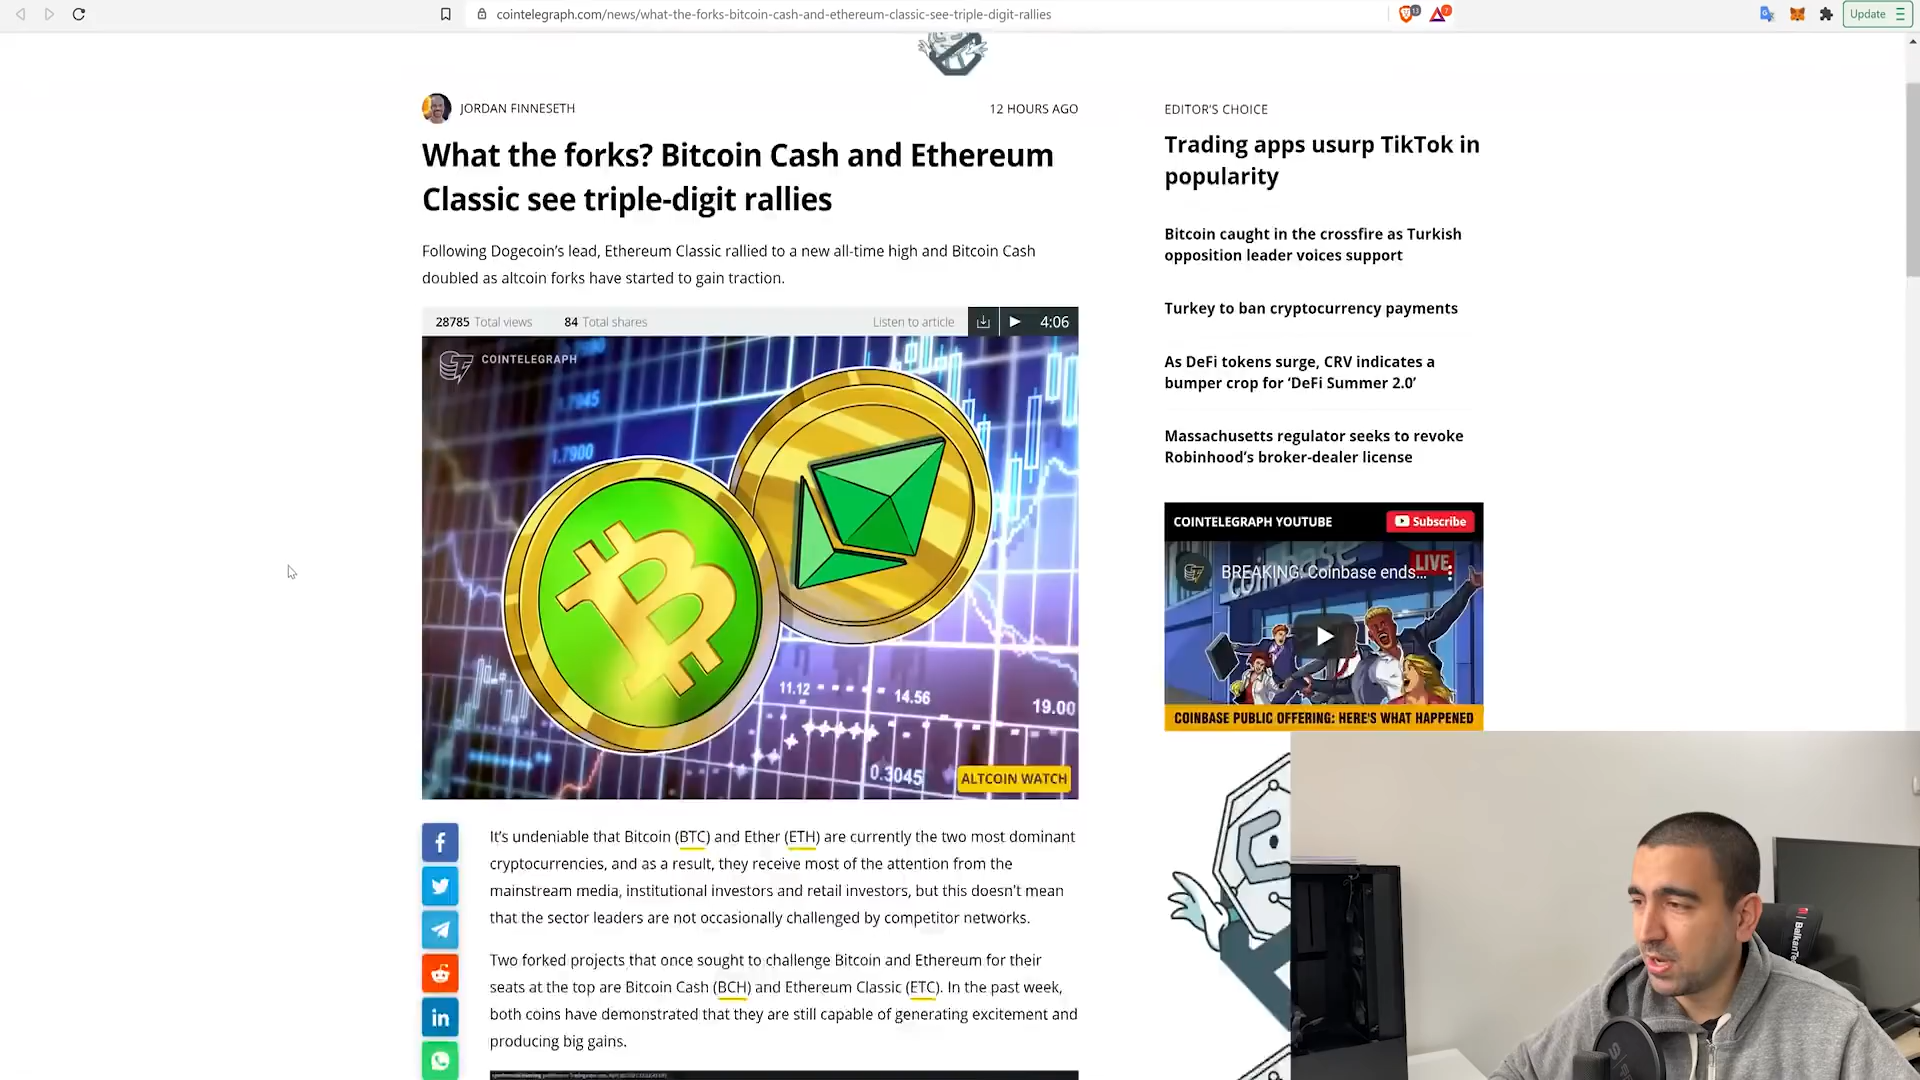 cointelegraph.com/news/what-the-forks-bitcoin-cash-and-ethereum-classic-see-triple-digit-rallies
13
7
Update
JORDAN FINNESETH
12 HOURS AGO
What the forks? Bitcoin Cash and Ethereum
Classic see triple-digit rallies
Following Dogecoin’s lead, Ethereum Classic rallied to a new all-time high and Bitcoin Cash
doubled as altcoin forks have started to gain traction.
28785 Total views 84 Total shares
Listen to article 4:06
COINTELEGRAPH
1.7945
1.7900
11.12
14.56
19.00
0.3045
ALTCOIN WATCH
It’s undeniable that Bitcoin (BTC) and Ether (ETH) are currently the two most dominant
cryptocurrencies, and as a result, they receive most of the attention from the
mainstream media, institutional investors and retail investors, but this doesn’t mean
that the sector leaders are not occasionally challenged by competitor networks.
Two forked projects that once sought to challenge Bitcoin and Ethereum for their
seats at the top are Bitcoin Cash (BCH) and Ethereum Classic (ETC). In the past week,
both coins have demonstrated that they are still capable of generating excitement and
producing big gains.
EDITOR’S CHOICE
Trading apps usurp TikTok in
popularity
Bitcoin caught in the crossfire as Turkish
opposition leader voices support
Turkey to ban cryptocurrency payments
As DeFi tokens surge, CRV indicates a
bumper crop for ‘DeFi Summer 2.0’
Massachusetts regulator seeks to revoke
Robinhood’s broker-dealer license
COINTELEGRAPH YOUTUBE
Subscribe
BREAKING: Coinbase ends...
LIVE
coinbase
COINBASE PUBLIC OFFERING: HERE'S WHAT HAPPENED